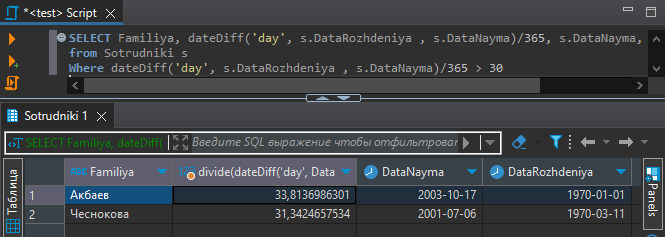 *<test> Script
SELECT Familiya, dateDiff('day', s.DataRozhdeniya , s.DataNayma)/365, s.DataNayma,
from Sotrudniki s
Where dateDiff('day', s.DataRozhdeniya , s.DataNayma)/365 > 30
Sotrudniki 1
SELECT Familiya, dateDiff( Введите SQL выражение чтобы отфильтроват
Таблица
Familiya divide(dateDiff('day', Data DataNayma DataRozhdeniya
1 Акбаев 33,8136986301 2003-10-17 1970-01-01
2 Чеснокова 31,3424657534 2001-07-06 1970-03-11
Panels